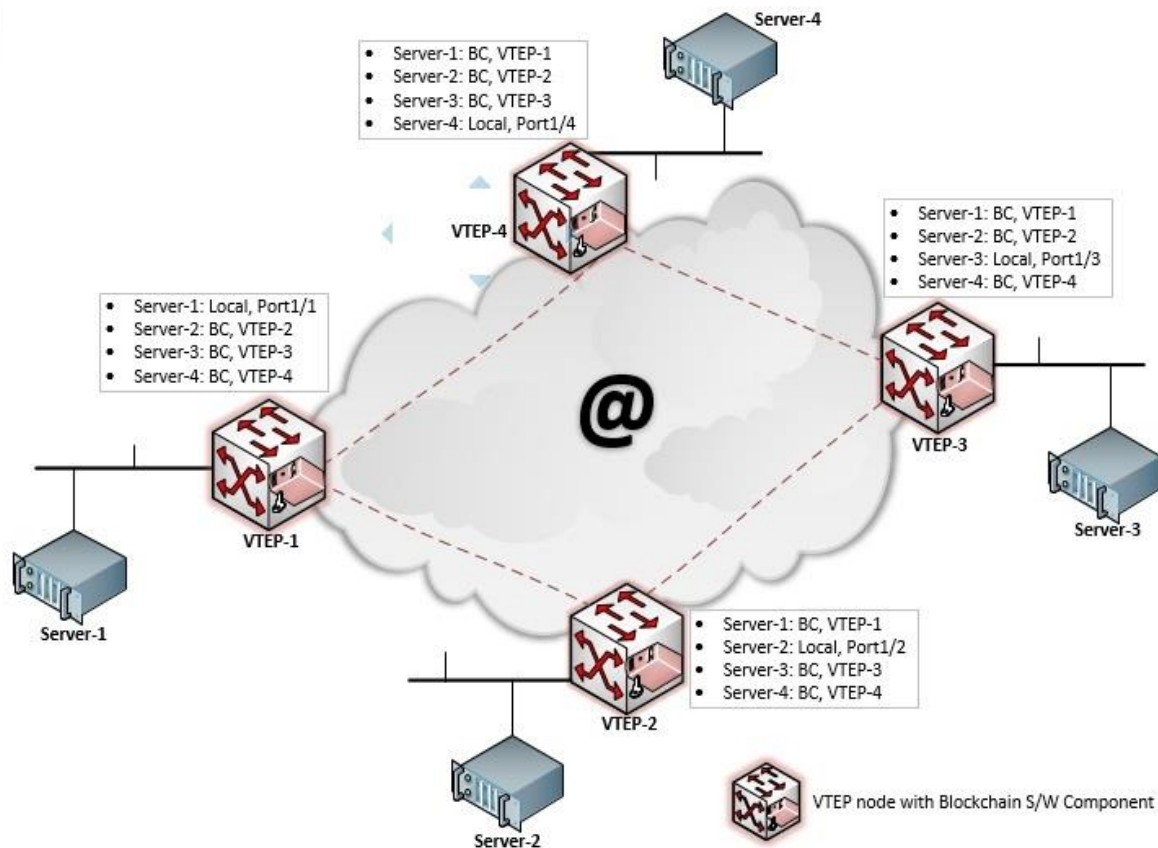 Server-4
• Server-1: BC, VTEP-1
• Server-2: BC, VTEP-2
• Server-3: BC, VTEP-3
• Server-4: Local, Port1/4
VTEP-4
• Server-1: BC, VTEP-1
• Server-2: BC, VTEP-2
• Server-3: Local, Port1/3
• Server-4: BC, VTEP-4
VTEP-3
Server-3
• Server-1: Local, Port1/1
• Server-2: BC, VTEP-2
• Server-3: BC, VTEP-3
• Server-4: BC, VTEP-4
@
VTEP-1
Server-1
• Server-1: BC, VTEP-1
• Server-2: Local, Port1/2
• Server-3: BC, VTEP-3
• Server-4: BC, VTEP-4
VTEP-2
Server-2
VTEP node with Blockchain S/W Component